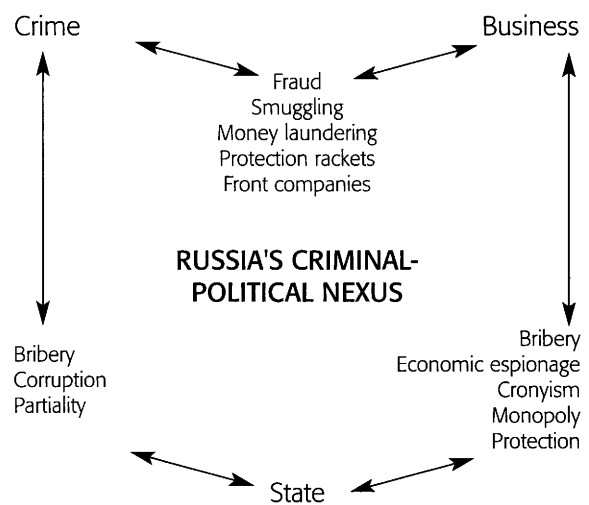 Crime
Business
Fraud
Smuggling
Money laundering
Protection rackets
Front companies
RUSSIA'S CRIMINAL-
POLITICAL NEXUS
Bribery
Corruption
Partiality
Bribery
Economic espionage
Cronyism
Monopoly
Protection
State